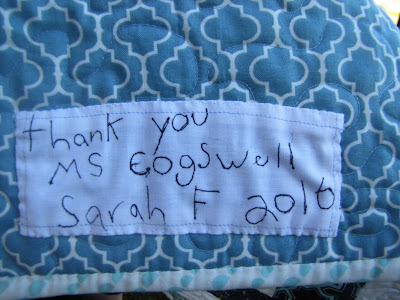 thank you
MS Cogswell
Sarah F 2016